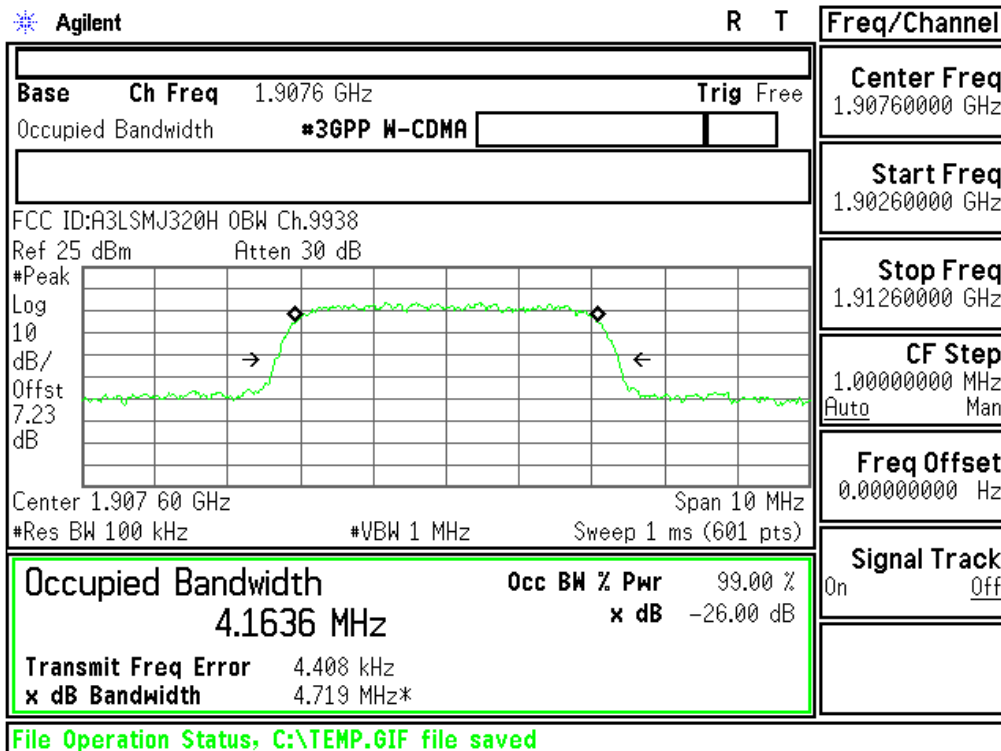 Agilent R T Freq/Channel
Base Ch Freq 1.9076 GHz Trig Free
Occupied Bandwidth #3GPP W-CDMA
FCC ID:A3LSMJ320H OBW Ch.9938
Ref 25 dBm Atten 30 dB
#Peak
Log
10
dB/
Offst
7.23
dB
Center 1.907 60 GHz Span 10 MHz
#Res BW 100 kHz #VBW 1 MHz Sweep 1 ms (601 pts)
Occupied Bandwidth Occ BW % Pwr 99.00 %
4.1636 MHz x dB -26.00 dB
Transmit Freq Error 4.408 kHz
x dB Bandwidth 4.719 MHz*
Center Freq
1.90760000 GHz
Start Freq
1.90260000 GHz
Stop Freq
1.91260000 GHz
CF Step
1.00000000 MHz
Auto Man
Freq Offset
0.00000000 Hz
Signal Track
On Off
File Operation Status, C:\TEMP.GIF file saved